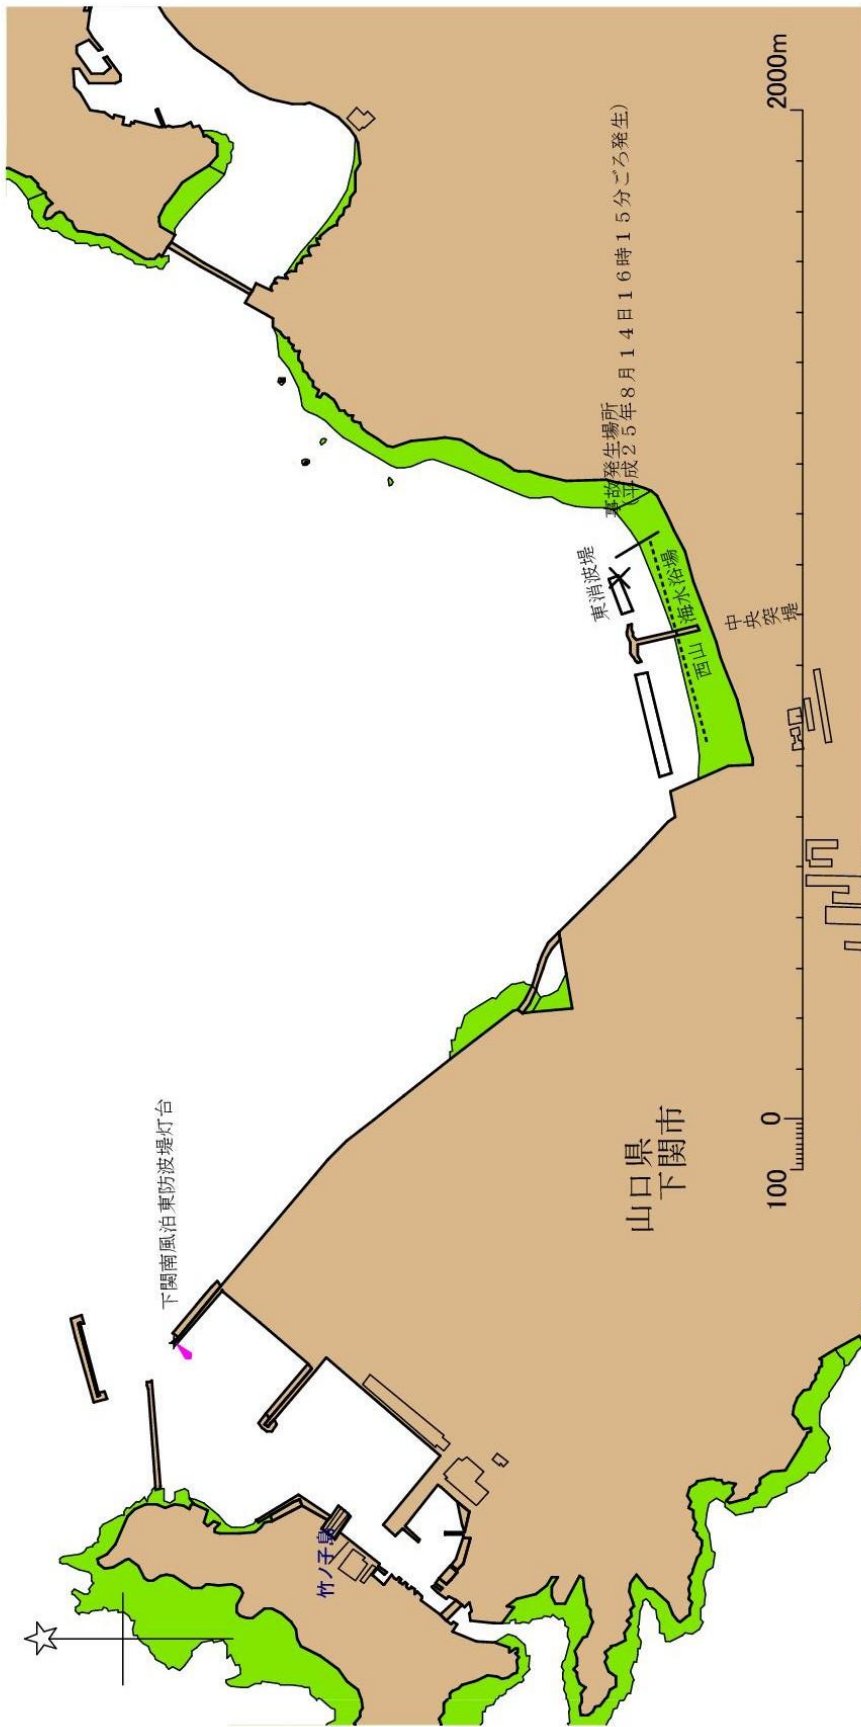 下関南風泊東防波堤灯台
竹ノ子島
山口県
下関市
東消波堤
事故発生場所
(平成25年8月14日16時15分ごろ発生)
西山 海水浴場
中央突堤
100 0 2000m